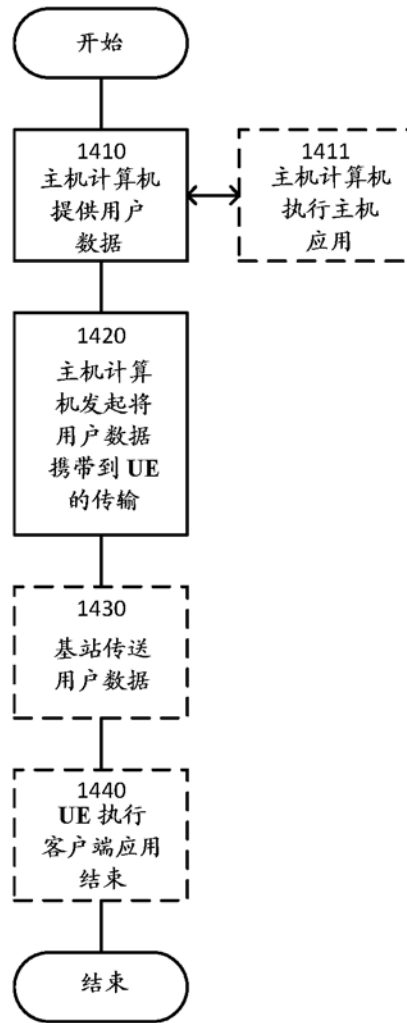 开始
1410
主机计算机
提供用户
数据
1411
主机计算机
执行主机
应用
1420
主机计算
机发起将
用户数据
携带到 UE
的传输
1430
基站传送
用户数据
1440
UE 执行
客户端应用
结束
结束